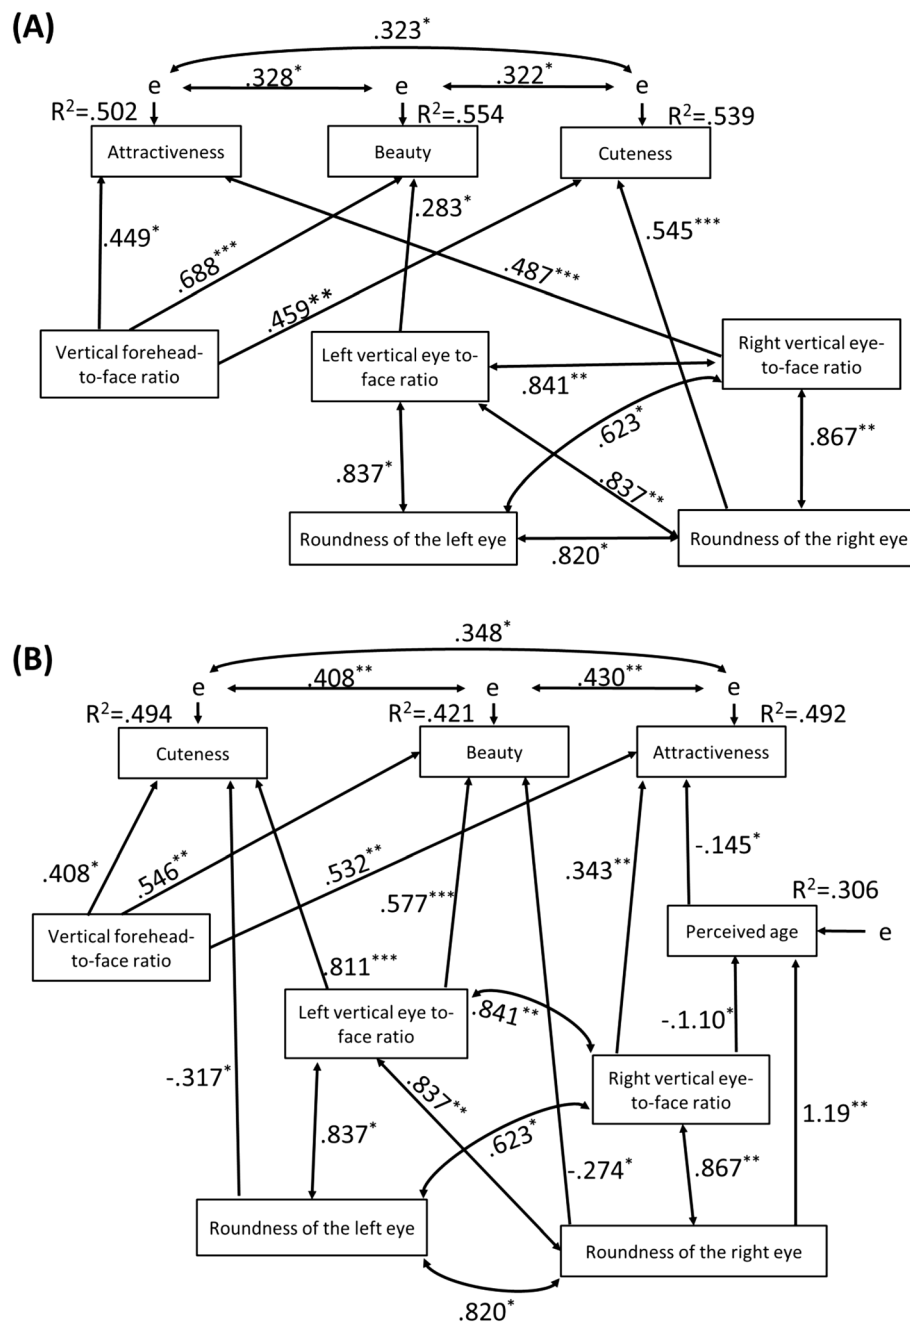 (A)
.323*
e .328* e .322* e
R²=.502 R²=.554 R²=.539
Attractiveness Beauty Cuteness
.449*
.688***
.459**
.283*
.487***
.545***
Vertical forehead-
to-face ratio
Left vertical eye to-
face ratio
Right vertical eye-
to-face ratio
.841**
.623*
.867**
.837*
.837**
Roundness of the left eye
.820*
Roundness of the right eye
(B)
.348*
e .408** e .430** e
R²=.494 R²=.421 R²=.492
Cuteness Beauty Attractiveness
.408*
.546**
.532**
.577***
.343**
-.145*
R²=.306
Vertical forehead-
to-face ratio
Perceived age
e
.811***
Left vertical eye to-
face ratio
.841**
-.1.10*
Right vertical eye-
to-face ratio
-.317*
.837*
.837**
.623*
-.274*
.867**
1.19**
Roundness of the left eye
Roundness of the right eye
.820*